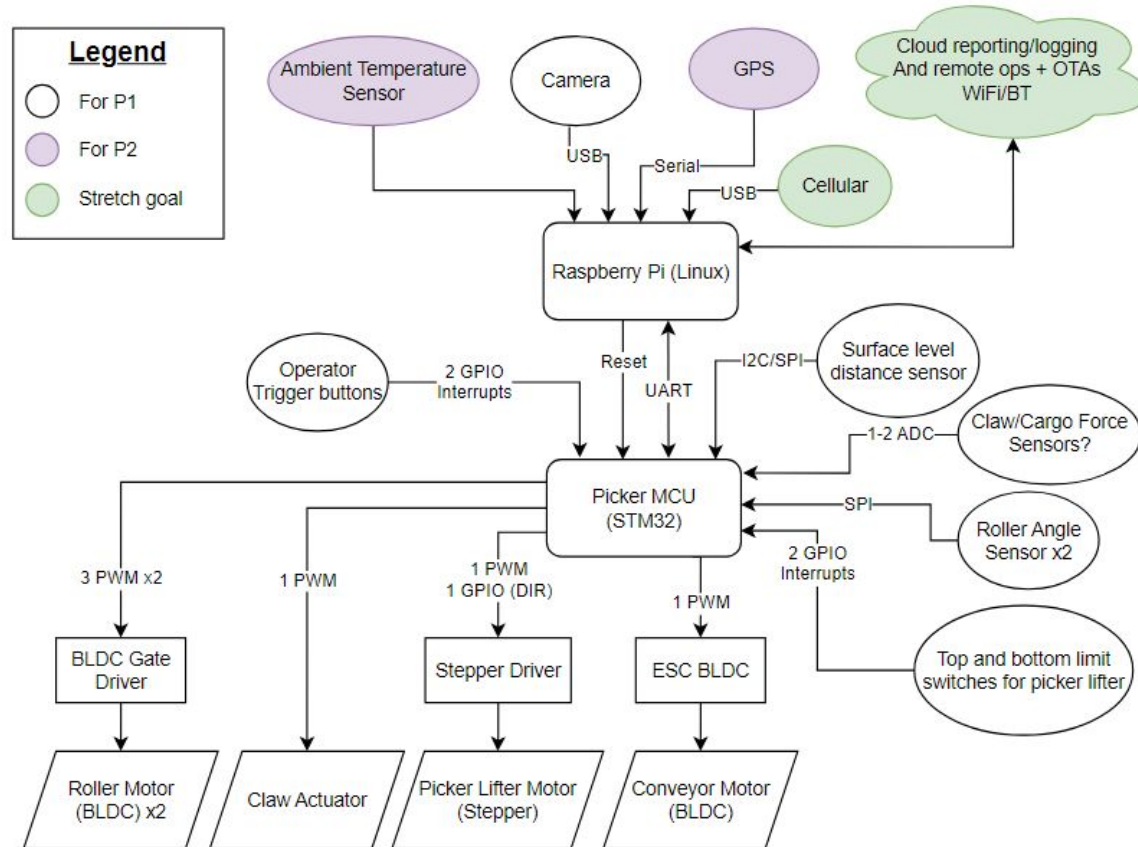 Legend
For P1
For P2
Stretch goal
Ambient Temperature
Sensor
Camera
GPS
Cloud reporting/logging
And remote ops + OTAs
WiFi/BT
USB
Serial
USB
Cellular
Raspberry Pi (Linux)
Operator
Trigger buttons
2 GPIO
Interrupts
Reset
UART
I2C/SPI
Surface level
distance sensor
1-2 ADC
Claw/Cargo Force
Sensors?
Picker MCU
(STM32)
SPI
Roller Angle
Sensor x2
2 GPIO
Interrupts
Top and bottom limit
switches for picker lifter
3 PWM x2
1 PWM
1 PWM
1 GPIO (DIR)
1 PWM
BLDC Gate
Driver
Stepper Driver
ESC BLDC
Roller Motor
(BLDC) x2
Claw Actuator
Picker Lifter Motor
(Stepper)
Conveyor Motor
(BLDC)